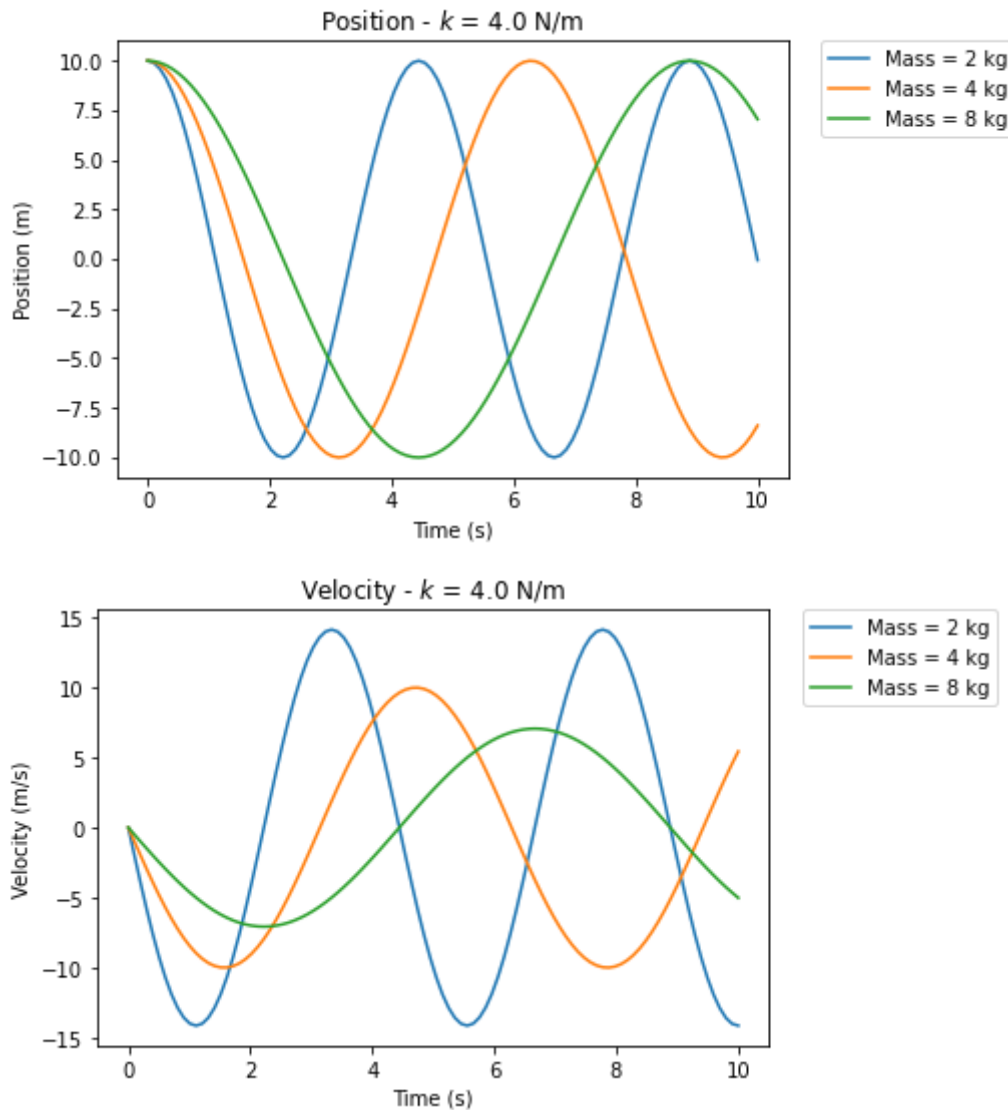 Position - k = 4.0 N/m
Mass = 2 kg
Mass = 4 kg
Mass = 8 kg
10.0
7.5
5.0
2.5
0.0
−2.5
−5.0
−7.5
−10.0
Position (m)
0 2 4 6 8 10
Time (s)
Velocity - k = 4.0 N/m
Mass = 2 kg
Mass = 4 kg
Mass = 8 kg
15
10
5
0
−5
−10
−15
Velocity (m/s)
0 2 4 6 8 10
Time (s)